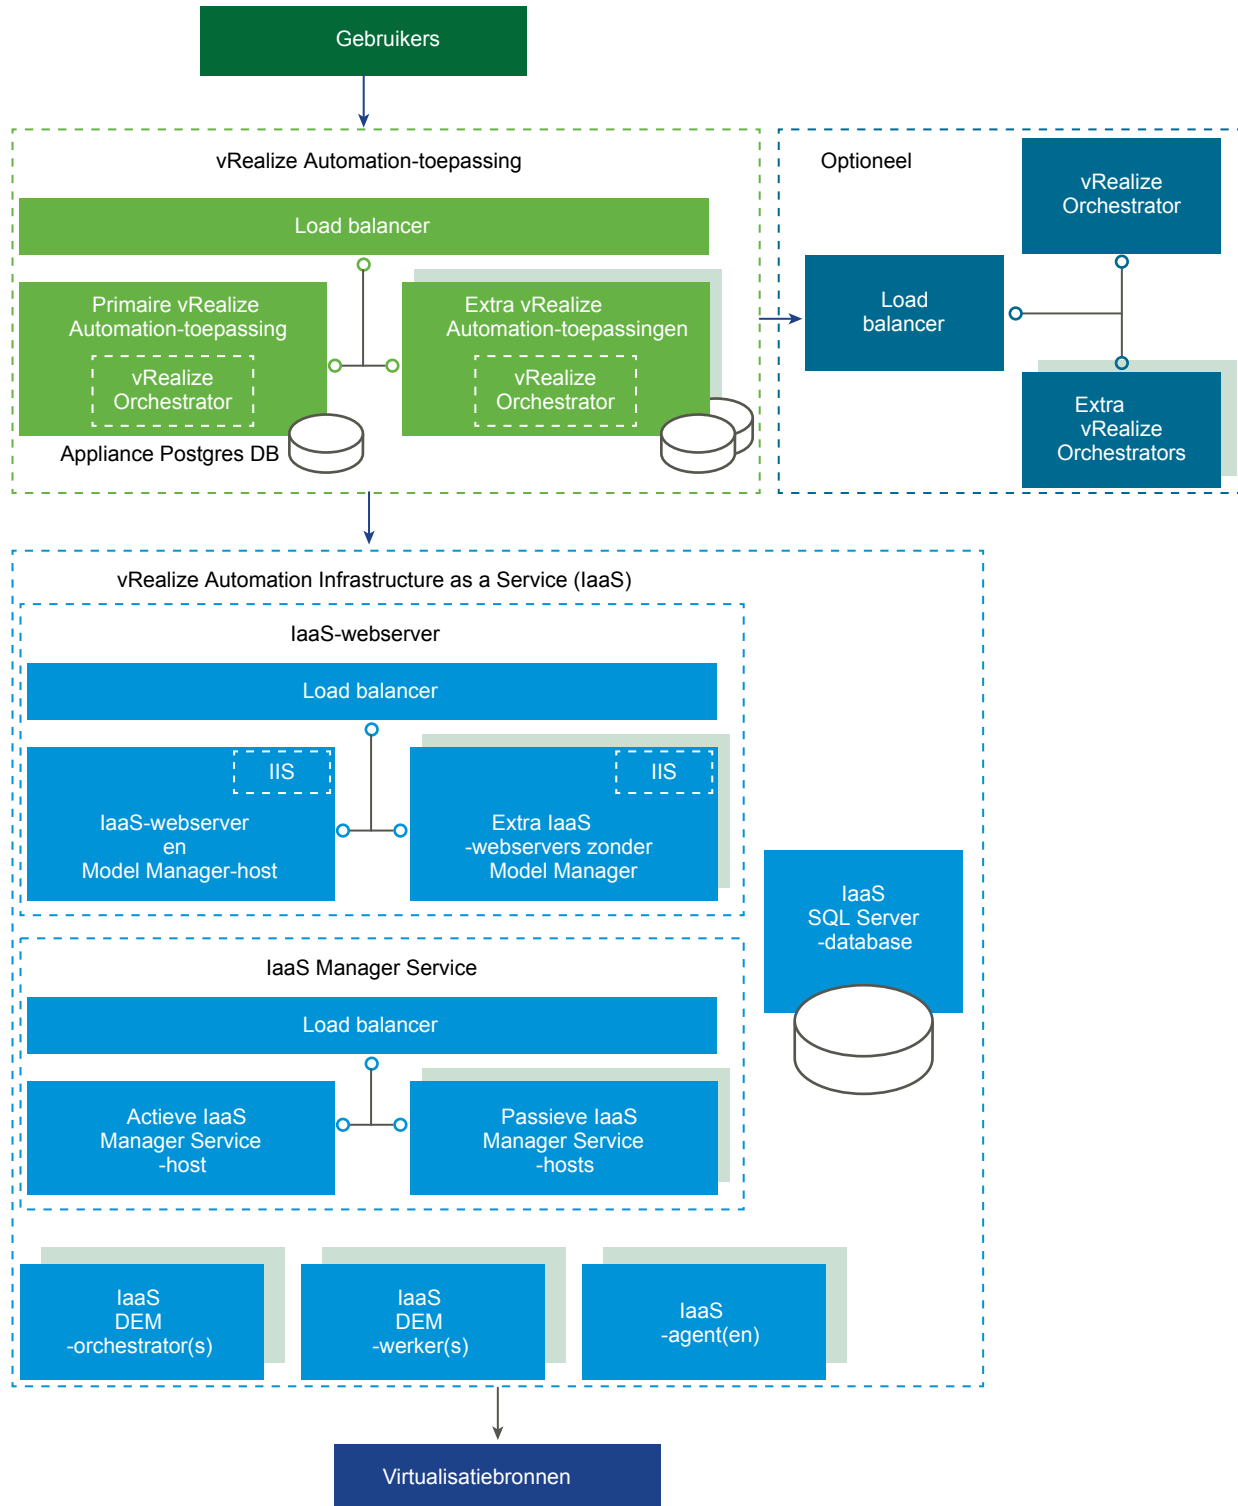 Gebruikers
vRealize Automation-toepassing
Load balancer
Primaire vRealize
Automation-toepassing
vRealize
Orchestrator
Extra vRealize
Automation-toepassingen
vRealize
Orchestrator
Appliance Postgres DB
Optioneel
vRealize
Orchestrator
Load
balancer
Extra
vRealize
Orchestrators
vRealize Automation Infrastructure as a Service (IaaS)
IaaS-webserver
Load balancer
IIS
IaaS-webserver
en
Model Manager-host
IIS
Extra IaaS
-webservers zonder
Model Manager
IaaS
SQL Server
-database
IaaS Manager Service
Load balancer
Actieve IaaS
Manager Service
-host
Passieve IaaS
Manager Service
-hosts
IaaS
DEM
-orchestrator(s)
IaaS
DEM
-werker(s)
IaaS
-agent(en)
Virtualisatiebronnen